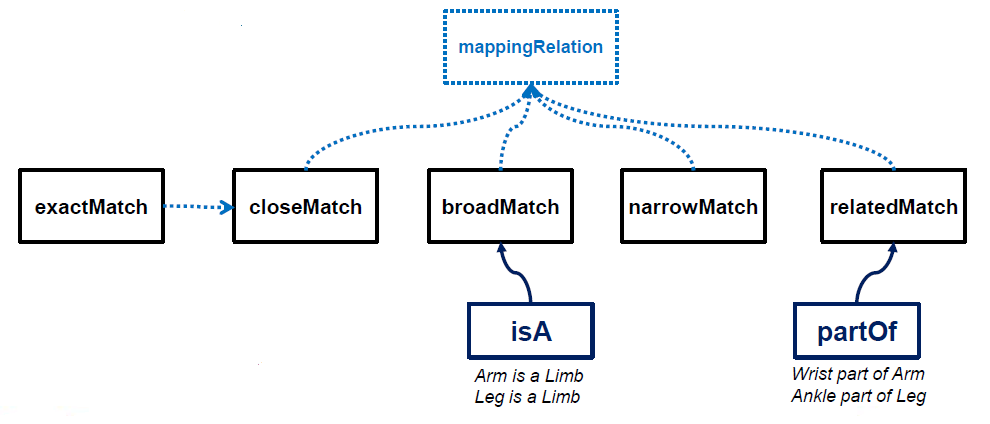 mappingRelation
exactMatch
closeMatch
broadMatch
narrowMatch
relatedMatch
isA
partOf
Arm is a Limb
Leg is a Limb
Wrist part of Arm
Ankle part of Leg